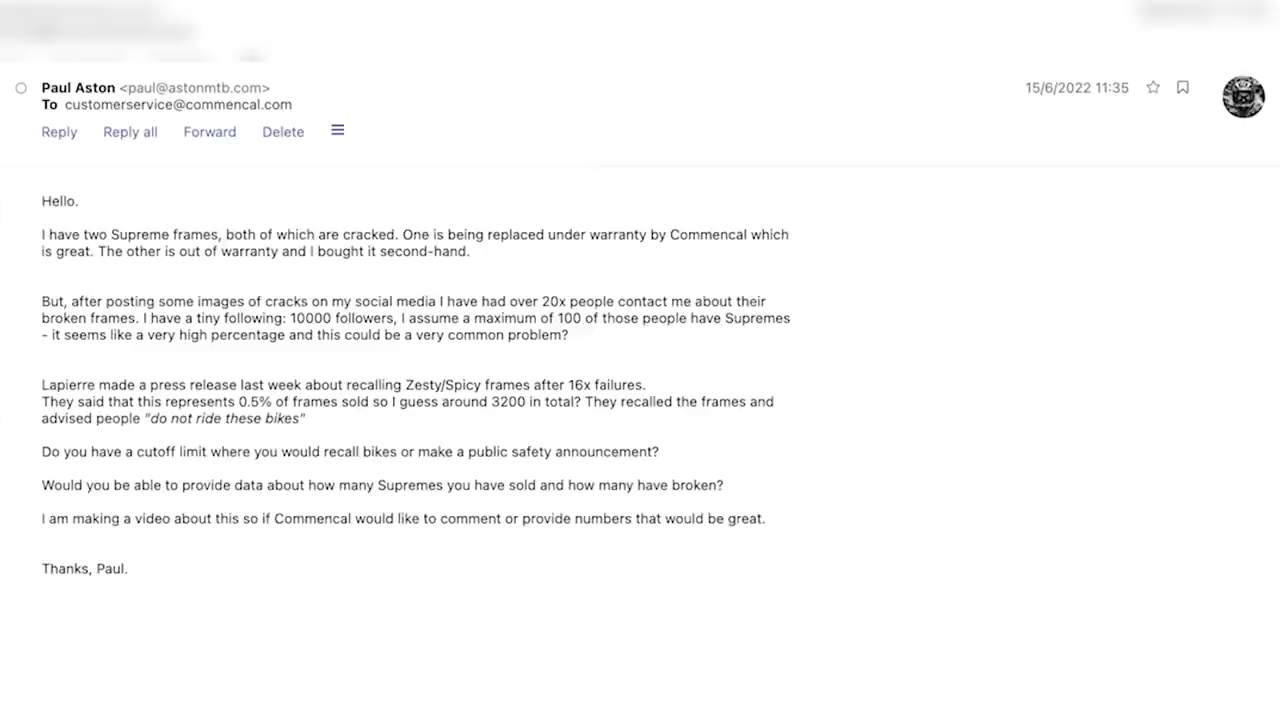 Paul Aston <paul@astonmtb.com>
15/6/2022 11:35
To customerservice@commencal.com
Reply Reply all Forward Delete
Hello.
I have two Supreme frames, both of which are cracked. One is being replaced under warranty by Commencal which
is great. The other is out of warranty and I bought it second-hand.
But, after posting some images of cracks on my social media I have had over 20x people contact me about their
broken frames. I have a tiny following: 10000 followers, I assume a maximum of 100 of those people have Supremes
- it seems like a very high percentage and this could be a very common problem?
Lapierre made a press release last week about recalling Zesty/Spicy frames after 16x failures.
They said that this represents 0.5% of frames sold so I guess around 3200 in total? They recalled the frames and
advised people "do not ride these bikes"
Do you have a cutoff limit where you would recall bikes or make a public safety announcement?
Would you be able to provide data about how many Supremes you have sold and how many have broken?
I am making a video about this so if Commencal would like to comment or provide numbers that would be great.
Thanks, Paul.